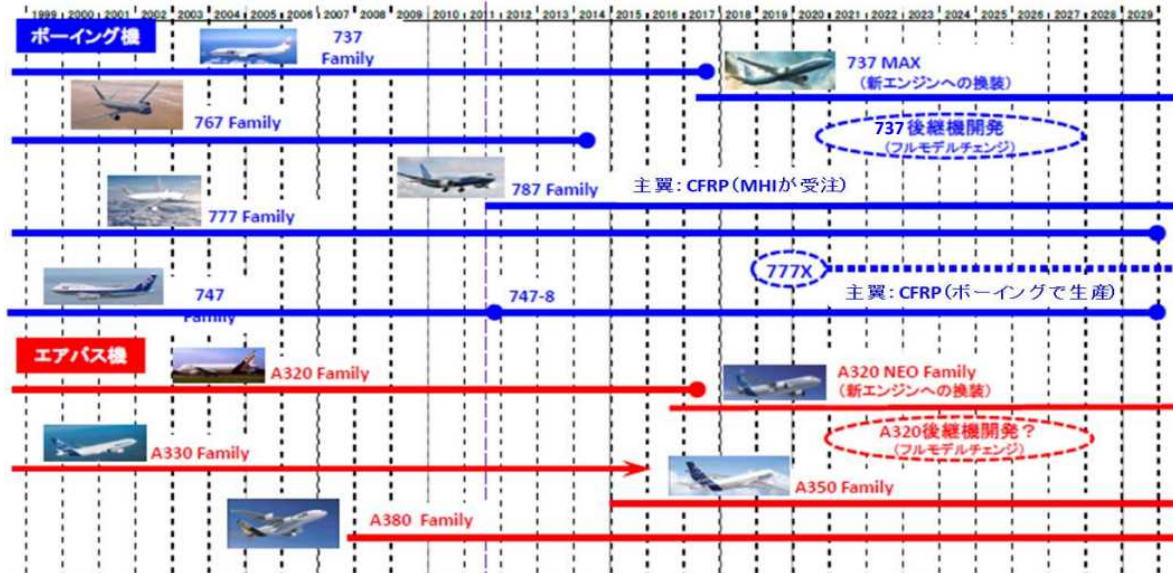 1999 2000 2001 2002 2003 2004 2005 2006 2007 2008 2009 2010 2011 2012 2013 2014 2015 2016 2017 2018 2019 2020 2021 2022 2023 2024 2025 2026 2027 2028 2029
ボーイング機
737
Family
737 MAX
(新エンジンへの換装)
767 Family
737後継機開発
(フルモデルチェンジ)
787 Family
主翼：CFRP(MHIが受注)
777 Family
777X
747
Family
747-8
主翼：CFRP(ボーイングで生産)
エアバス機
A320 Family
A320 NEO Family
(新エンジンへの換装)
A320後継機開発？
(フルモデルチェンジ)
A330 Family
A350 Family
A380 Family